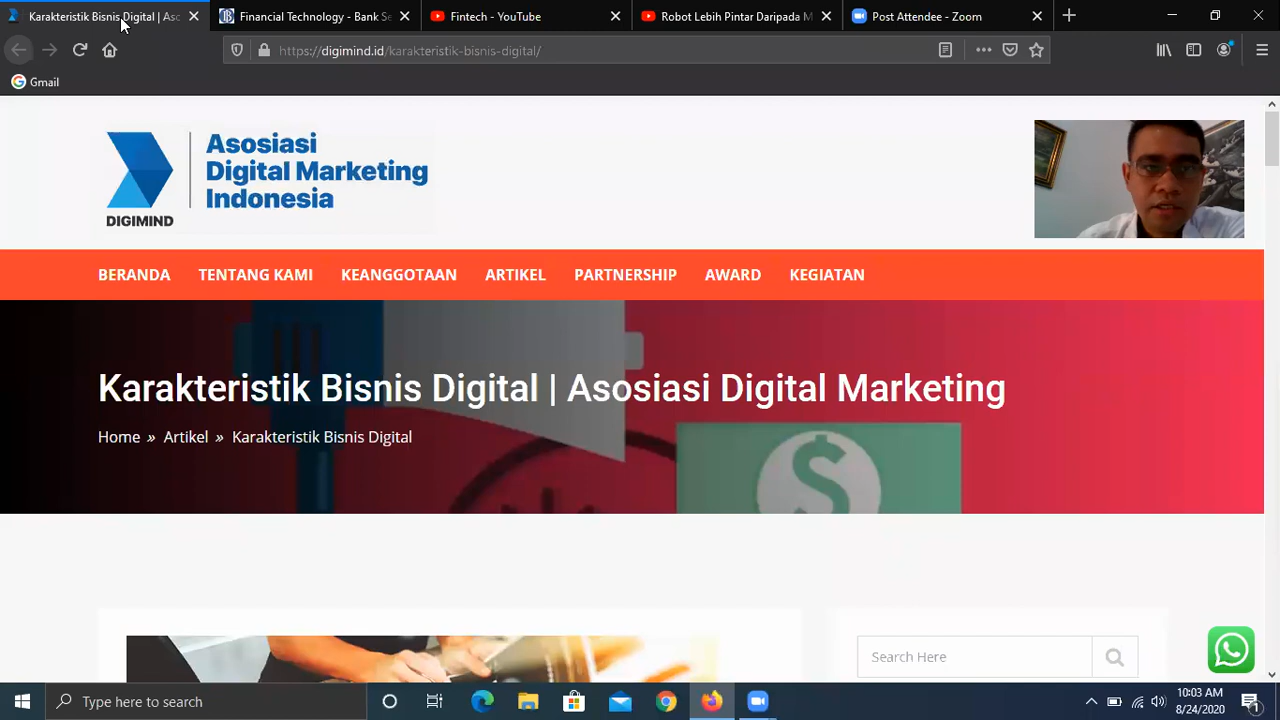 Karakteristik Bisnis Digital | Aso
Financial Technology - Bank Se
Fintech - YouTube
Robot Lebih Pintar Daripada M
Post Attendee - Zoom
https://digimind.id/karakteristik-bisnis-digital/
Gmail
Asosiasi
Digital Marketing
Indonesia
DIGIMIND
BERANDA TENTANG KAMI KEANGGOTAAN ARTIKEL PARTNERSHIP AWARD KEGIATAN
Karakteristik Bisnis Digital | Asosiasi Digital Marketing
Home » Artikel » Karakteristik Bisnis Digital
$
Search Here
Type here to search
10:03 AM
8/24/2020
1